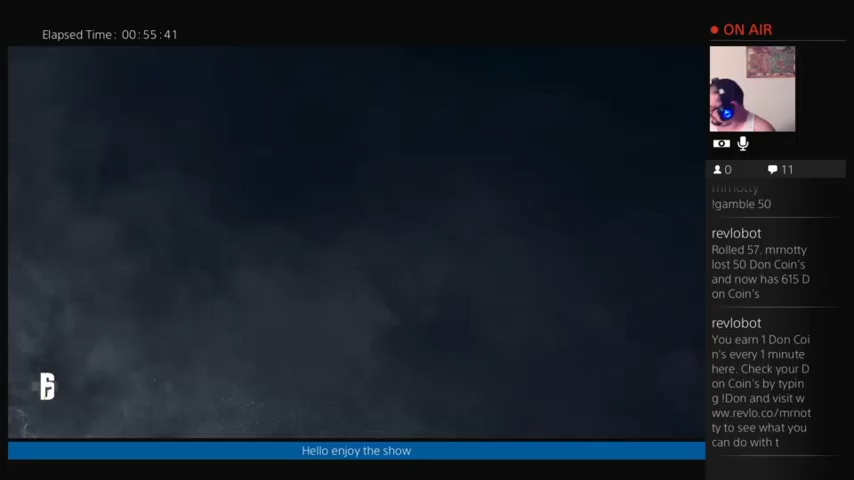 Elapsed Time: 00:55:41
ON AIR
0 11
mrnotty
!gamble 50
revlobot
Rolled 57. mrnotty
lost 50 Don Coin's
and now has 615 D
on Coin's
revlobot
You earn 1 Don Coi
n's every 1 minute
here. Check your D
on Coin's by typin
g !Don and visit w
ww.revlo.co/mrnot
ty to see what you
can do with t
6
Hello enjoy the show